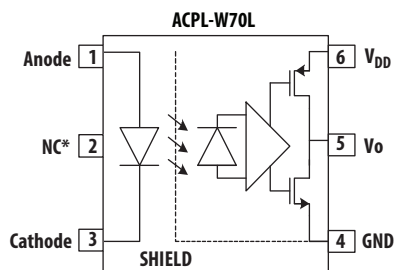 ACPL-W70L
Anode 1
6 VDD
NC* 2
5 Vo
Cathode 3
4 GND
SHIELD